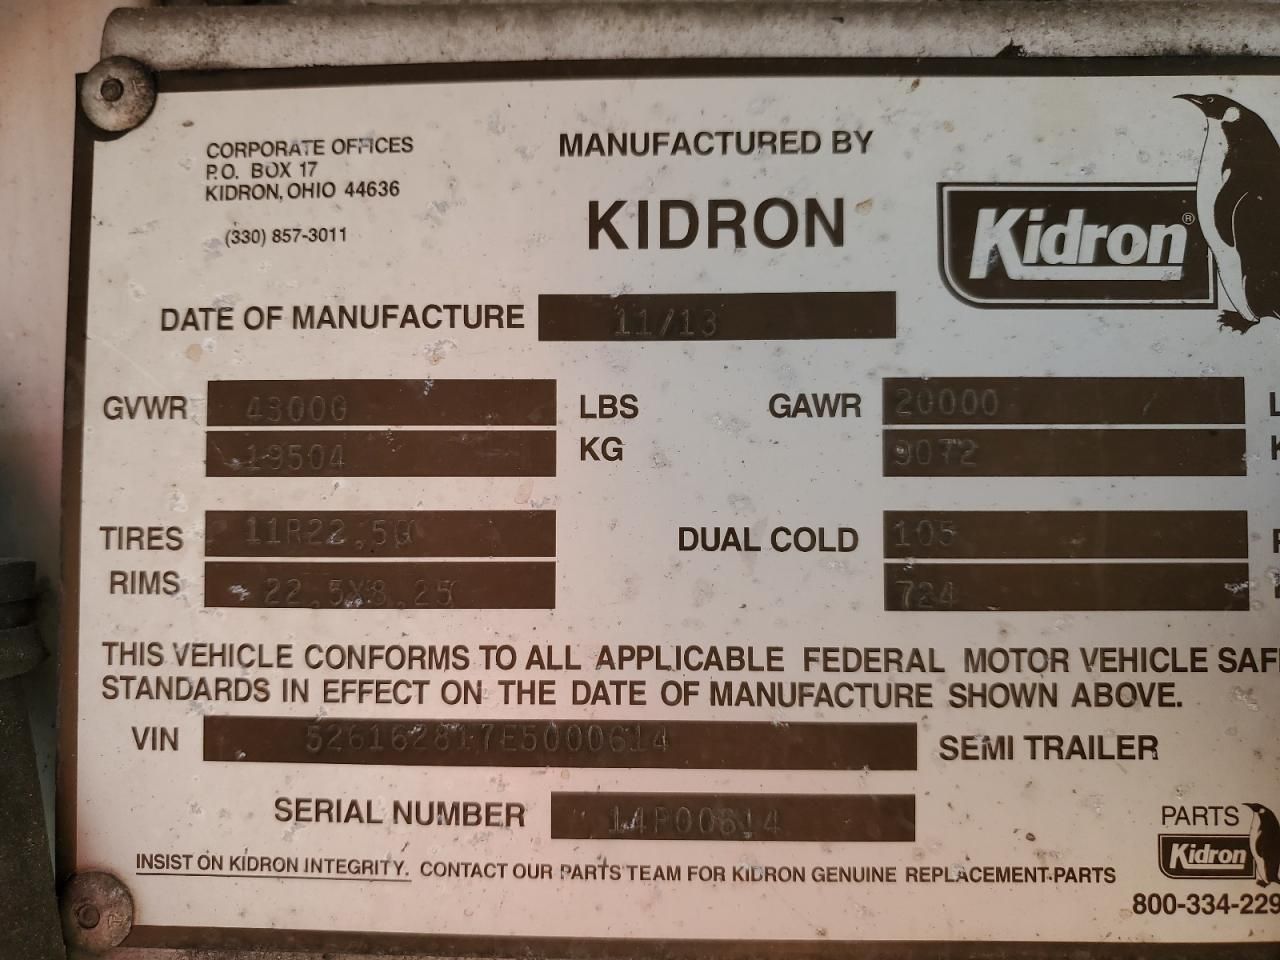 CORPORATE OFFICES
P.O. BOX 17
KIDRON, OHIO 44636
(330) 857-3011
MANUFACTURED BY
KIDRON
Kidron®
DATE OF MANUFACTURE 11/13
GVWR 43000 LBS GAWR 20000
19504 KG 9072
TIRES 11R22.5G DUAL COLD 105
RIMS 22.5X8.25 724
THIS VEHICLE CONFORMS TO ALL APPLICABLE FEDERAL MOTOR VEHICLE SAF
STANDARDS IN EFFECT ON THE DATE OF MANUFACTURE SHOWN ABOVE.
VIN SEMI TRAILER
SERIAL NUMBER 14P00614
PARTS
Kidron
INSIST ON KIDRON INTEGRITY. CONTACT OUR PARTS TEAM FOR KIDRON GENUINE REPLACEMENT PARTS
800-334-229